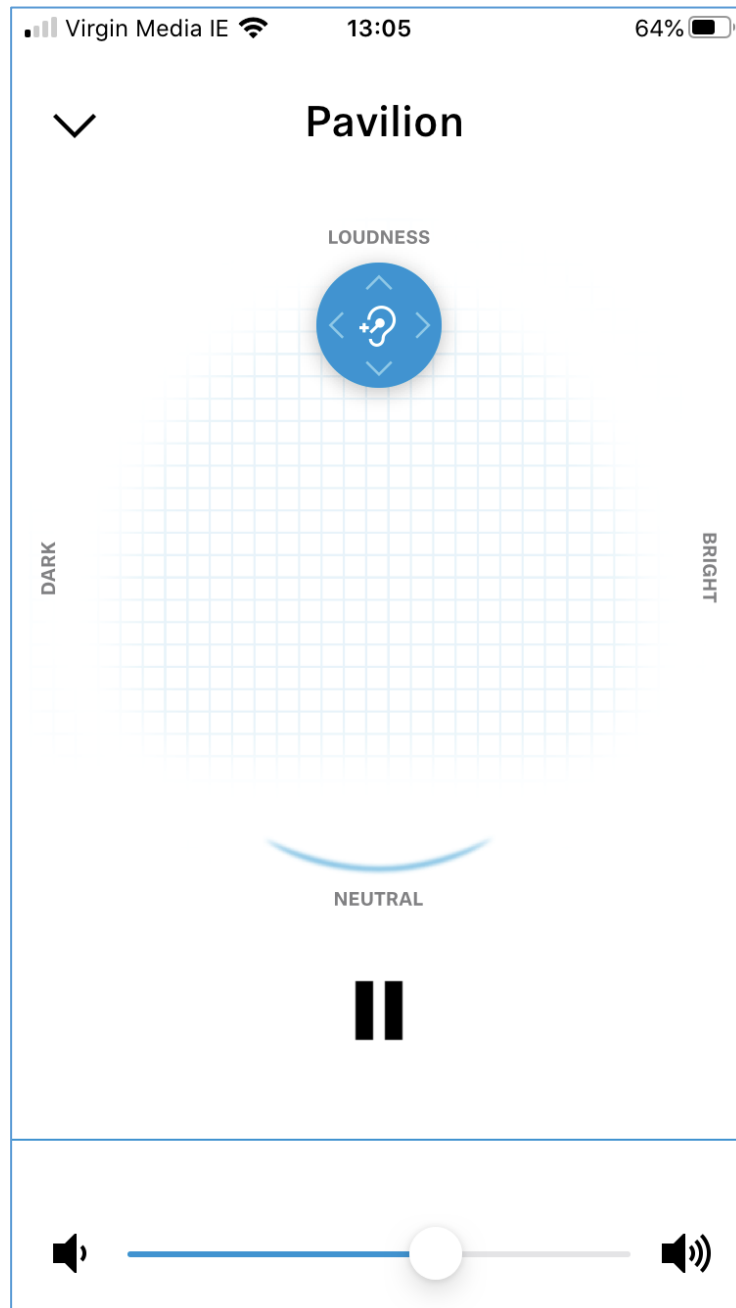 Virgin Media IE 13:05 64%
Pavilion
LOUDNESS
DARK
BRIGHT
NEUTRAL